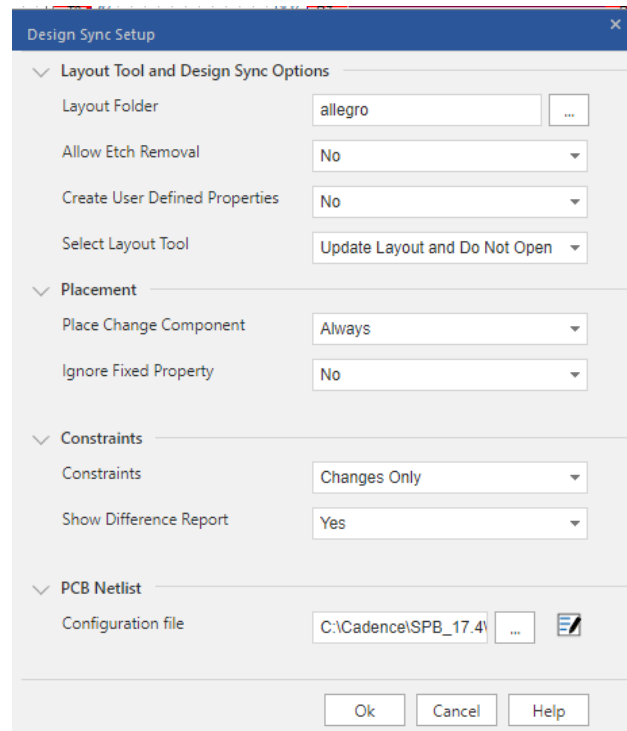 Design Sync Setup
Layout Tool and Design Sync Options
Layout Folder allegro ...
Allow Etch Removal No
Create User Defined Properties No
Select Layout Tool Update Layout and Do Not Open
Placement
Place Change Component Always
Ignore Fixed Property No
Constraints
Constraints Changes Only
Show Difference Report Yes
PCB Netlist
Configuration file C:\Cadence\SPB_17.4\ ...
Ok Cancel Help